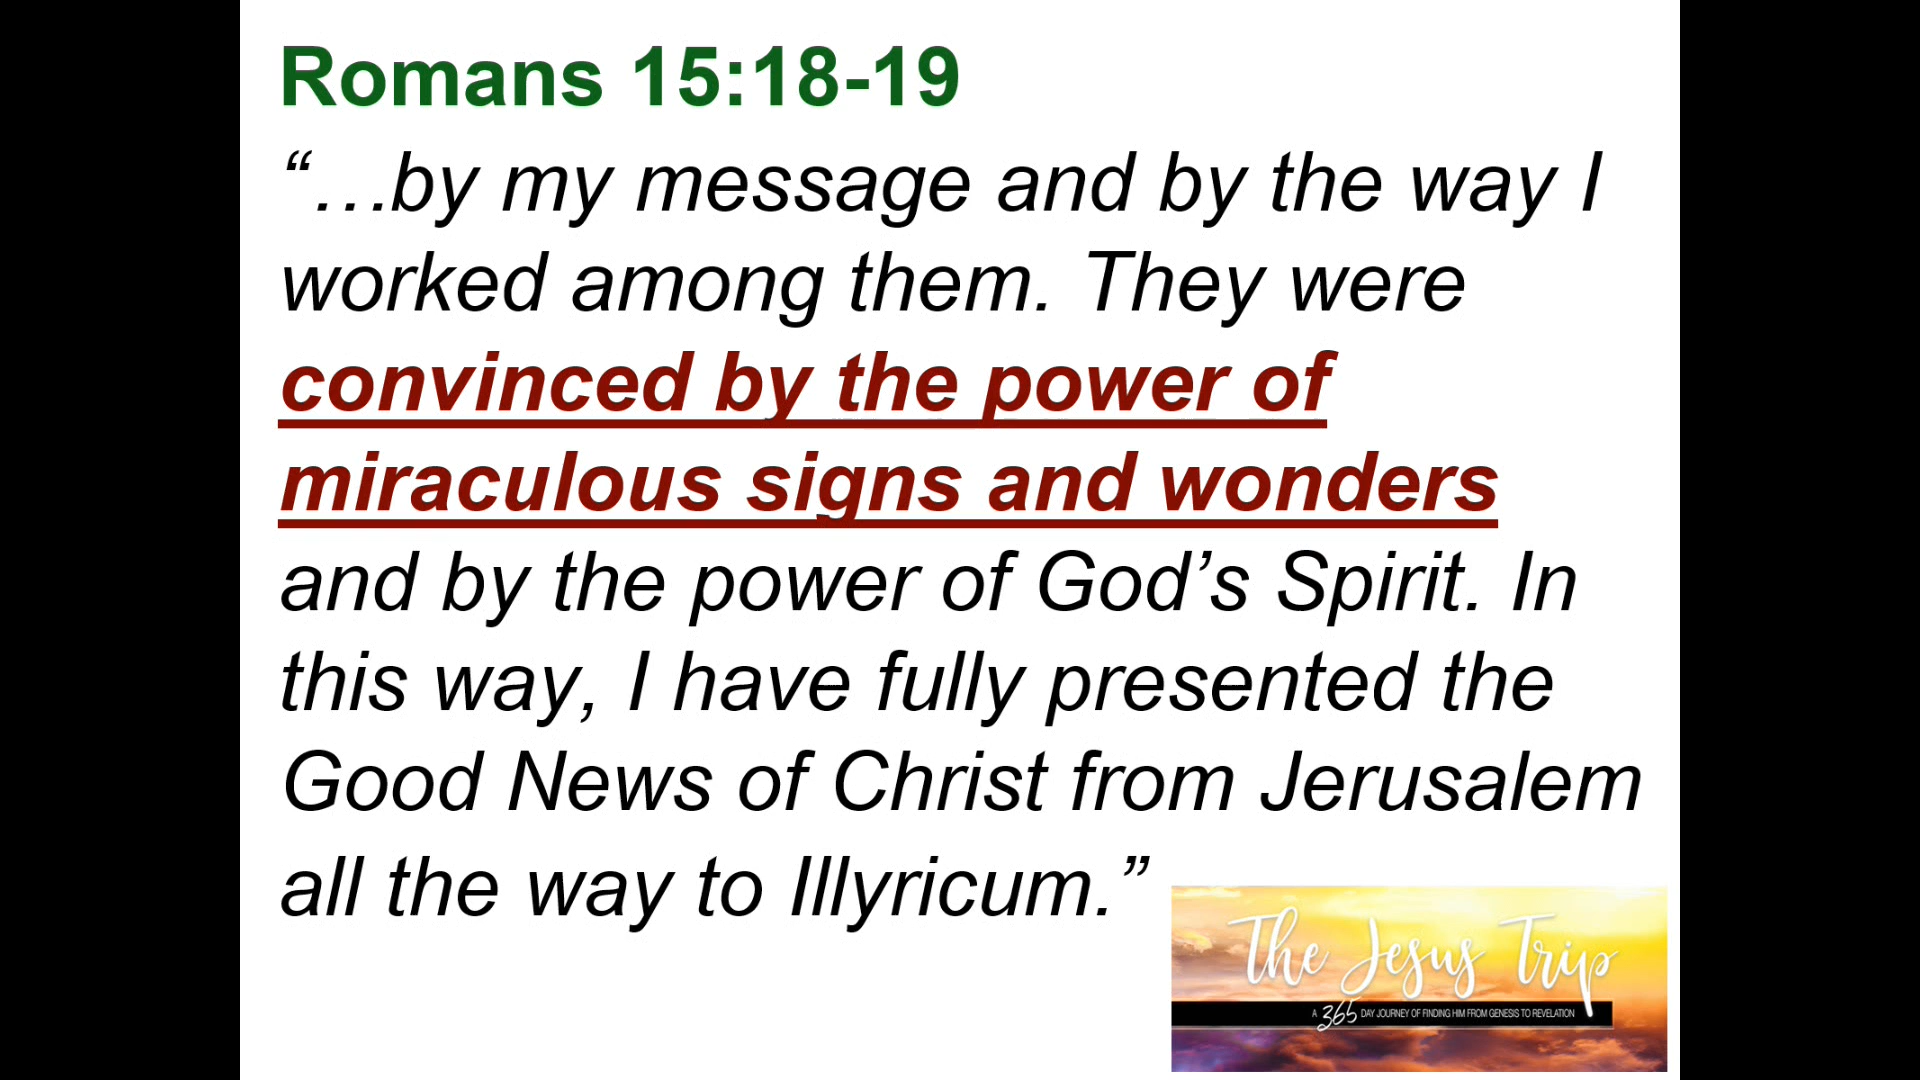 Romans 15:18-19
“…by my message and by the way I
worked among them. They were
convinced by the power of
miraculous signs and wonders
and by the power of God’s Spirit. In
this way, I have fully presented the
Good News of Christ from Jerusalem
all the way to Illyricum.”
The Jesus Trip
A 365 DAY JOURNEY OF FINDING HIM FROM GENESIS TO REVELATION